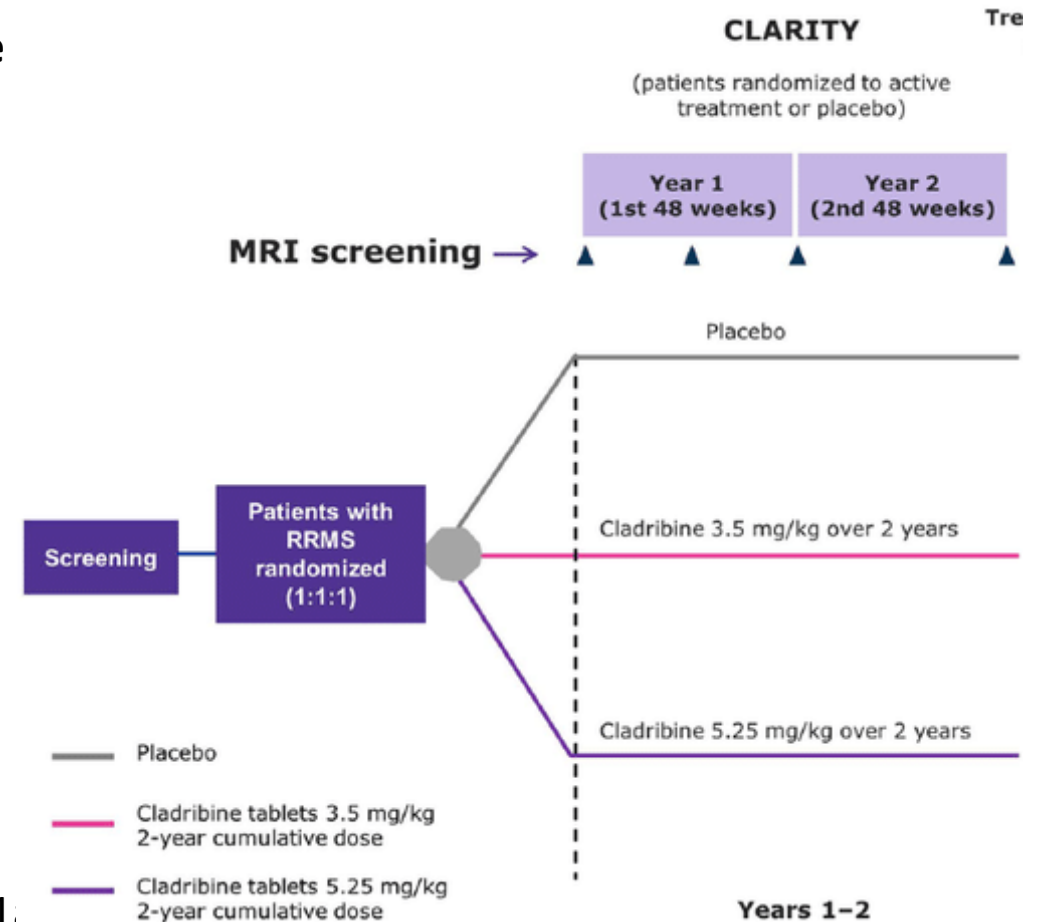 CLARITY
Tre
(patients randomized to active
treatment or placebo)
Year 1
(1st 48 weeks)
Year 2
(2nd 48 weeks)
MRI screening
Placebo
Screening
Patients with
RRMS
randomized
(1:1:1)
Cladribine 3.5 mg/kg over 2 years
Cladribine 5.25 mg/kg over 2 years
Placebo
Cladribine tablets 3.5 mg/kg
2-year cumulative dose
Cladribine tablets 5.25 mg/kg
2-year cumulative dose
Years 1–2